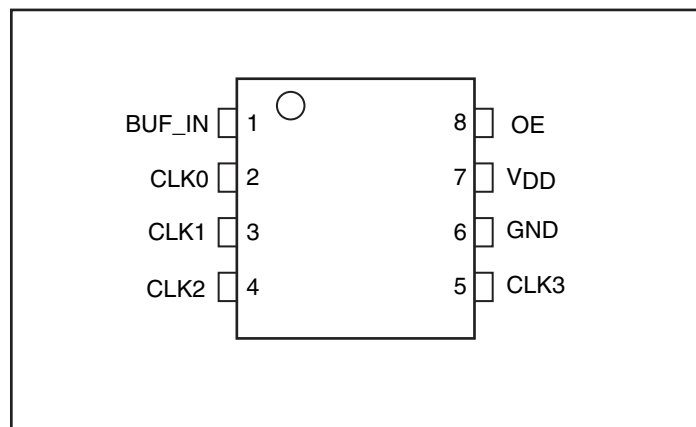 BUF_IN 1 8 OE
CLK0 2 7 VDD
CLK1 3 6 GND
CLK2 4 5 CLK3